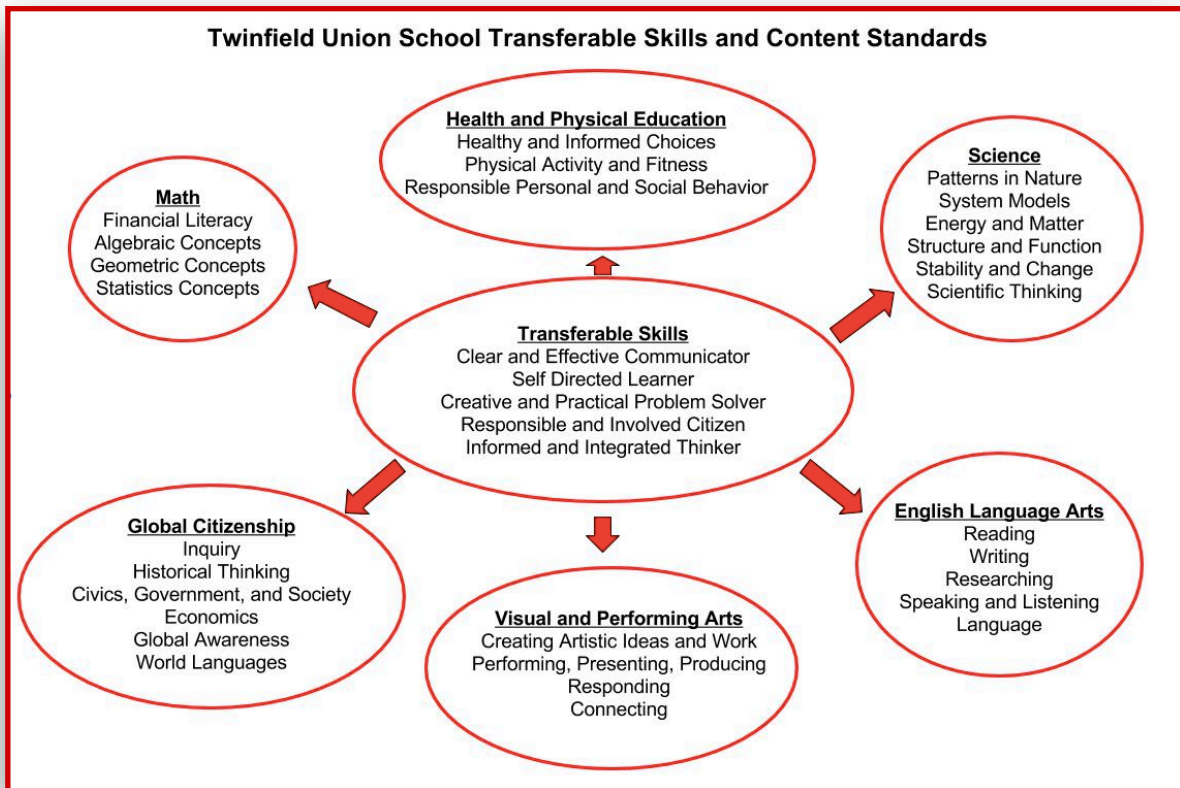 Twinfield Union School Transferable Skills and Content Standards
Health and Physical Education
Healthy and Informed Choices
Physical Activity and Fitness
Responsible Personal and Social Behavior
Math
Financial Literacy
Algebraic Concepts
Geometric Concepts
Statistics Concepts
Science
Patterns in Nature
System Models
Energy and Matter
Structure and Function
Stability and Change
Scientific Thinking
Transferable Skills
Clear and Effective Communicator
Self Directed Learner
Creative and Practical Problem Solver
Responsible and Involved Citizen
Informed and Integrated Thinker
Global Citizenship
Inquiry
Historical Thinking
Civics, Government, and Society
Economics
Global Awareness
World Languages
Visual and Performing Arts
Creating Artistic Ideas and Work
Performing, Presenting, Producing
Responding
Connecting
English Language Arts
Reading
Writing
Researching
Speaking and Listening
Language